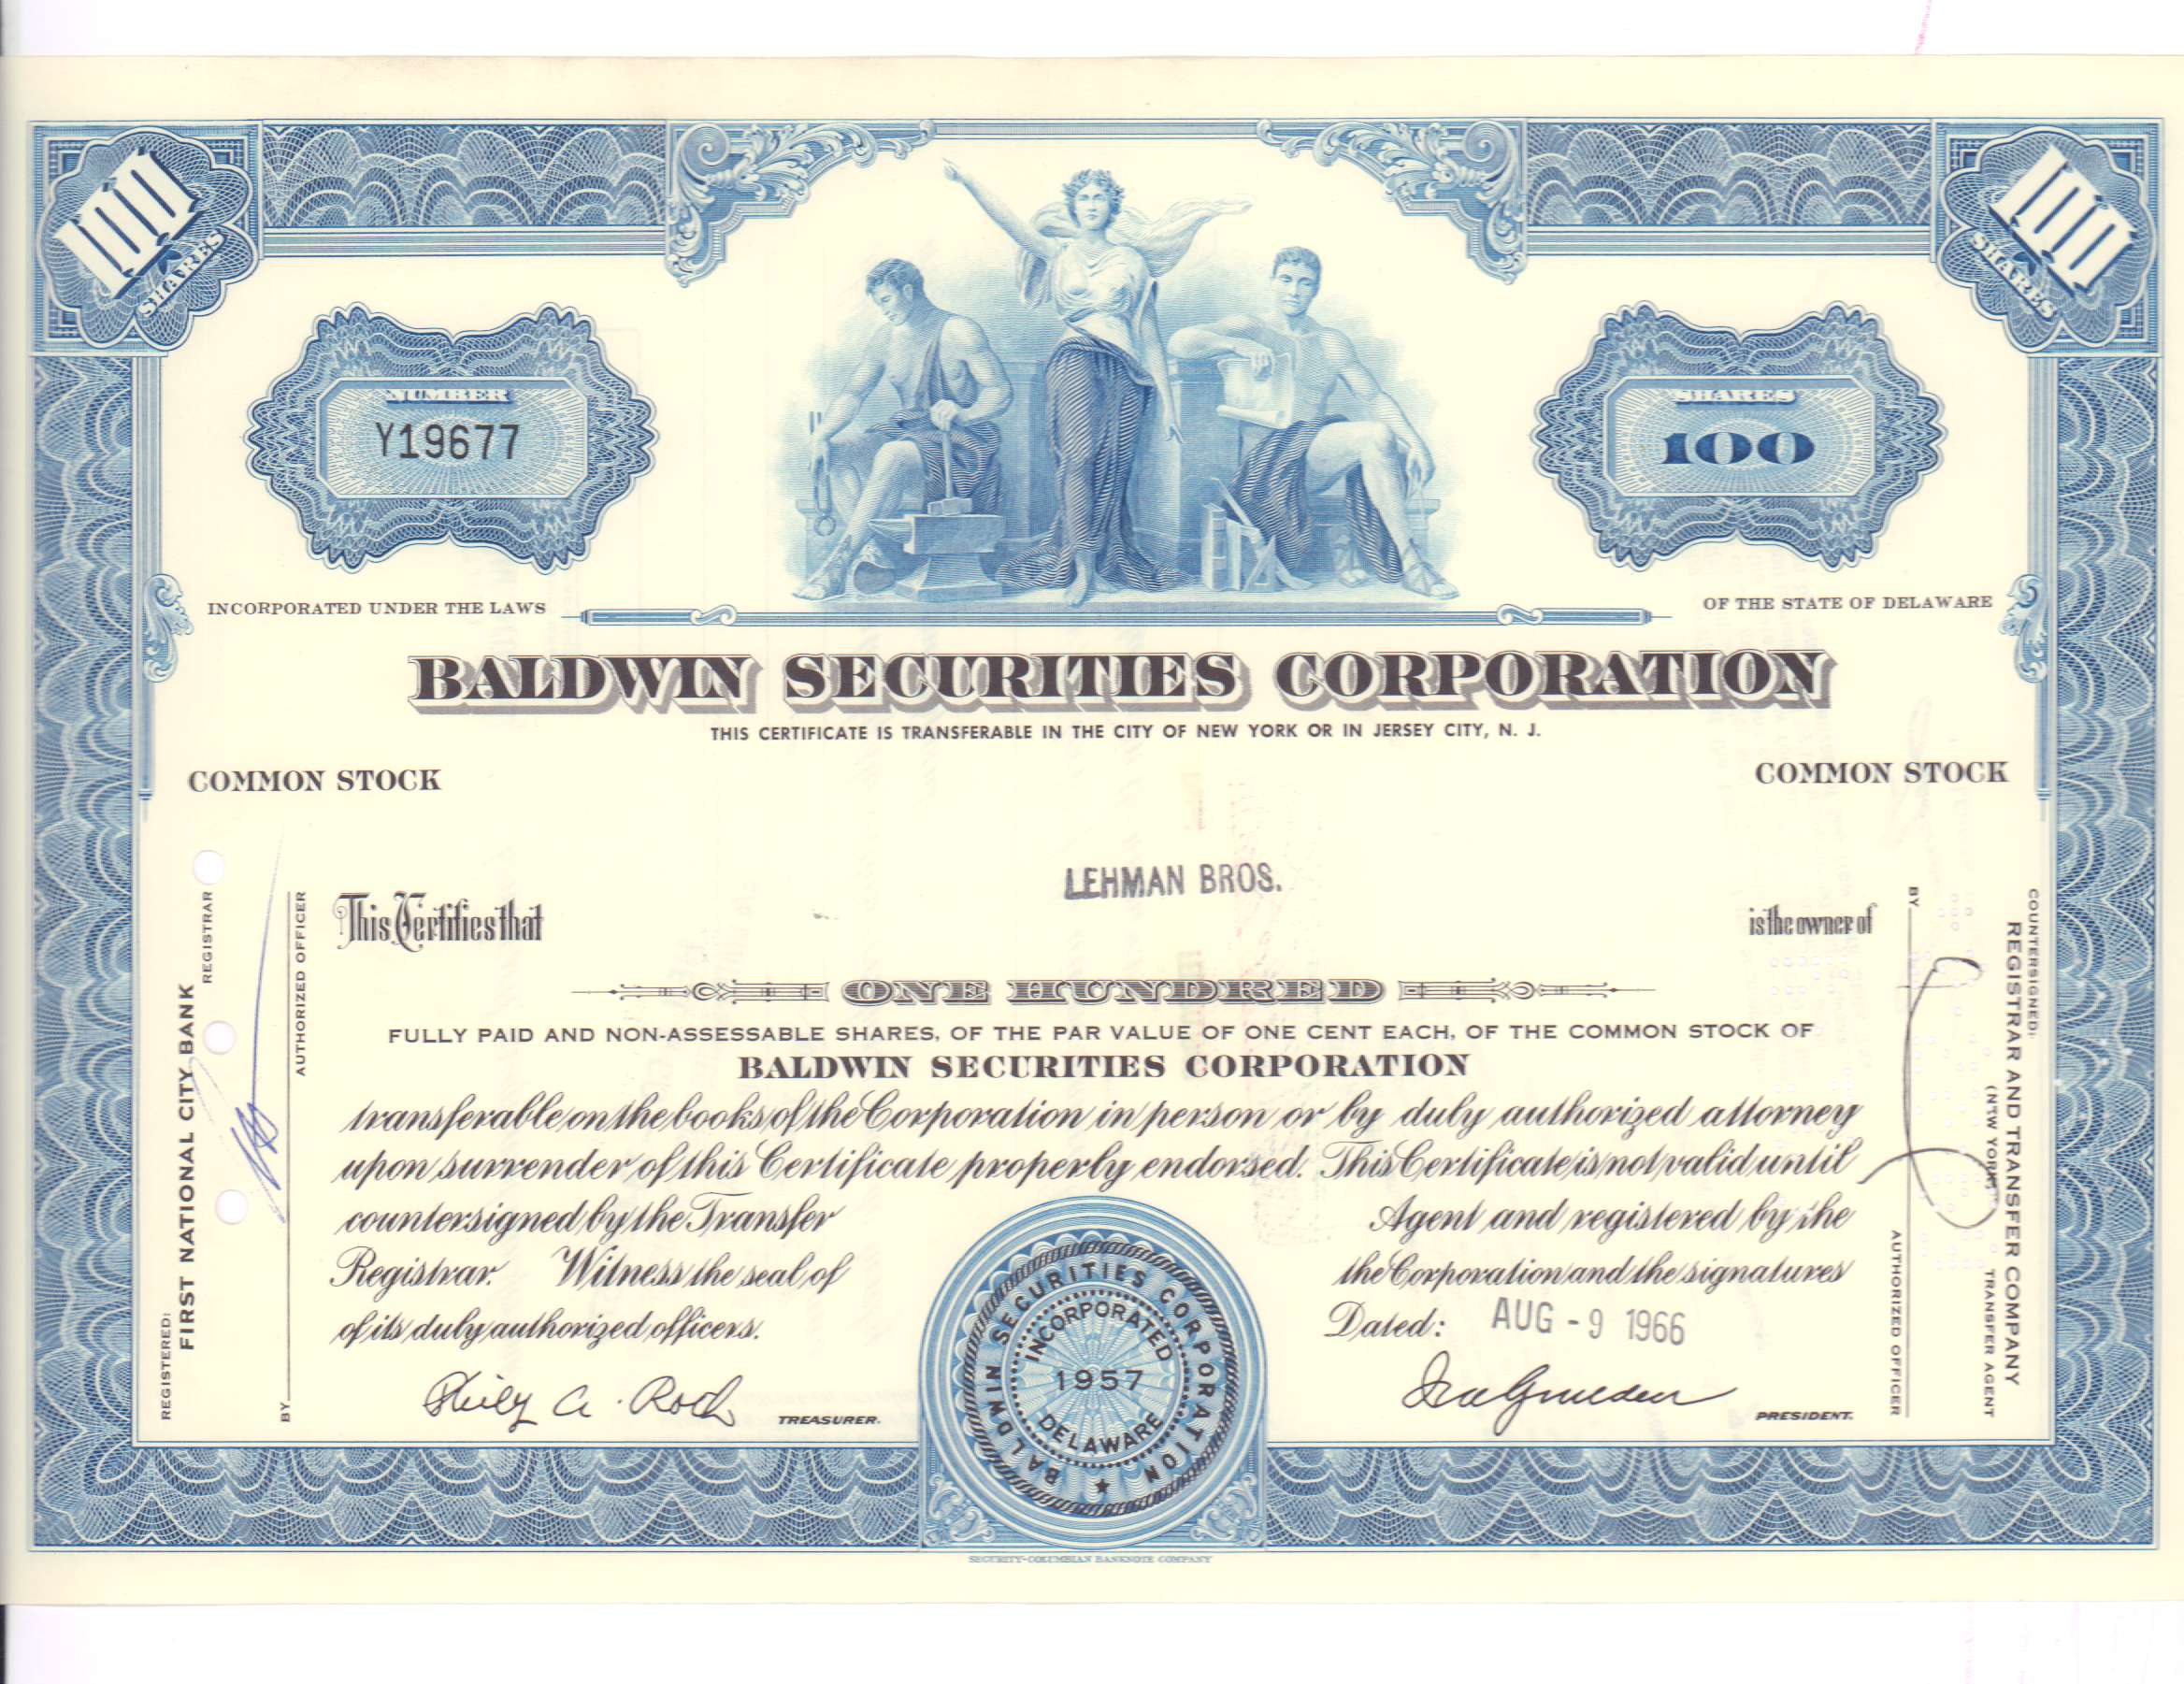 100
SHARES
100
SHARES
NUMBER
Y19677
SHARES
100
INCORPORATED UNDER THE LAWS
OF THE STATE OF DELAWARE
BALDWIN SECURITIES CORPORATION
THIS CERTIFICATE IS TRANSFERABLE IN THE CITY OF NEW YORK OR IN JERSEY CITY, N. J.
COMMON STOCK
COMMON STOCK
LEHMAN BROS.
This Certifies that
is the owner of
ONE HUNDRED
FULLY PAID AND NON-ASSESSABLE SHARES, OF THE PAR VALUE OF ONE CENT EACH, OF THE COMMON STOCK OF
BALDWIN SECURITIES CORPORATION
transferable on the books of the Corporation in person or by duly authorized attorney
upon surrender of this Certificate properly endorsed. This Certificate is not valid until
countersigned by the Transfer Agent and registered by the
Registrar. Witness the seal of the Corporation and the signatures
of its duly authorized officers.
Dated: AUG - 9 1966
TREASURER.
PRESIDENT.
BALDWIN SECURITIES CORPORATION
INCORPORATED
1957
DELAWARE
REGISTERED:
FIRST NATIONAL CITY BANK
REGISTRAR
BY
AUTHORIZED OFFICER
COUNTERSIGNED:
REGISTRAR AND TRANSFER COMPANY
(NEW YORK)
TRANSFER AGENT
BY
AUTHORIZED OFFICER
SECURITY-COLUMBIAN BANKNOTE COMPANY